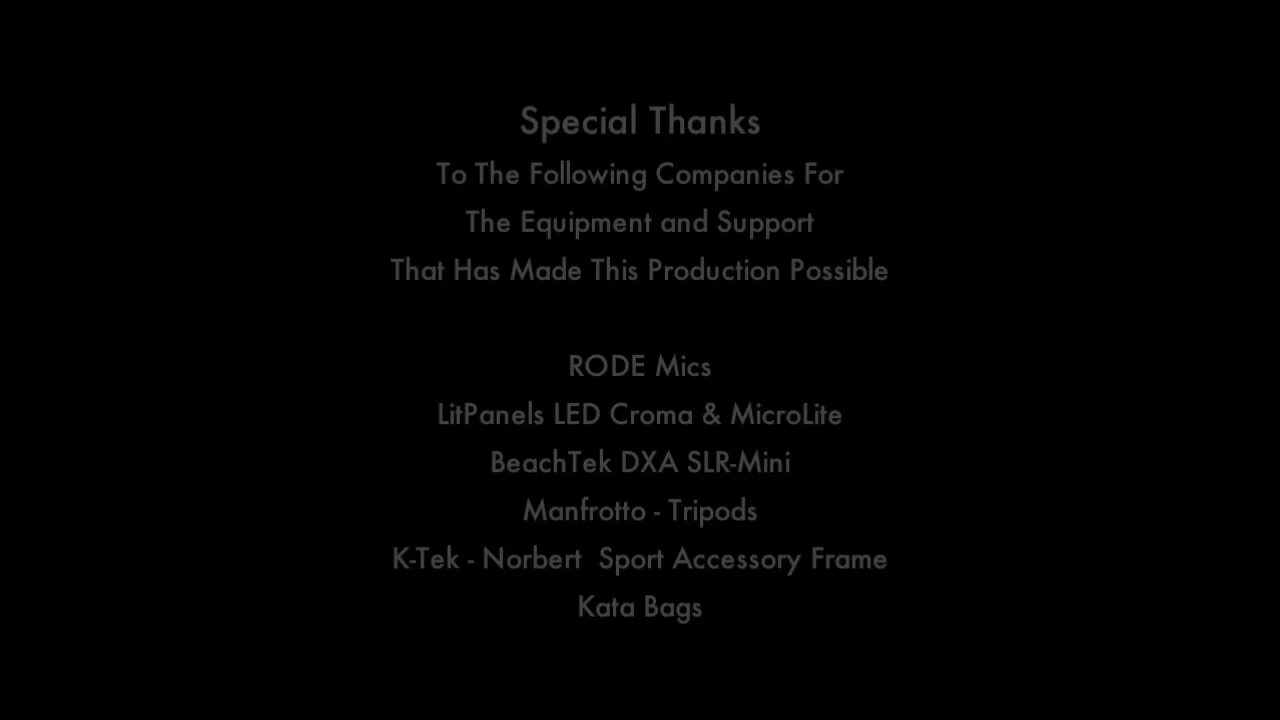 Special Thanks
To The Following Companies For
The Equipment and Support
That Has Made This Production Possible
RODE Mics
LitPanels LED Croma & MicroLite
BeachTek DXA SLR-Mini
Manfrotto - Tripods
K-Tek - Norbert  Sport Accessory Frame
Kata Bags